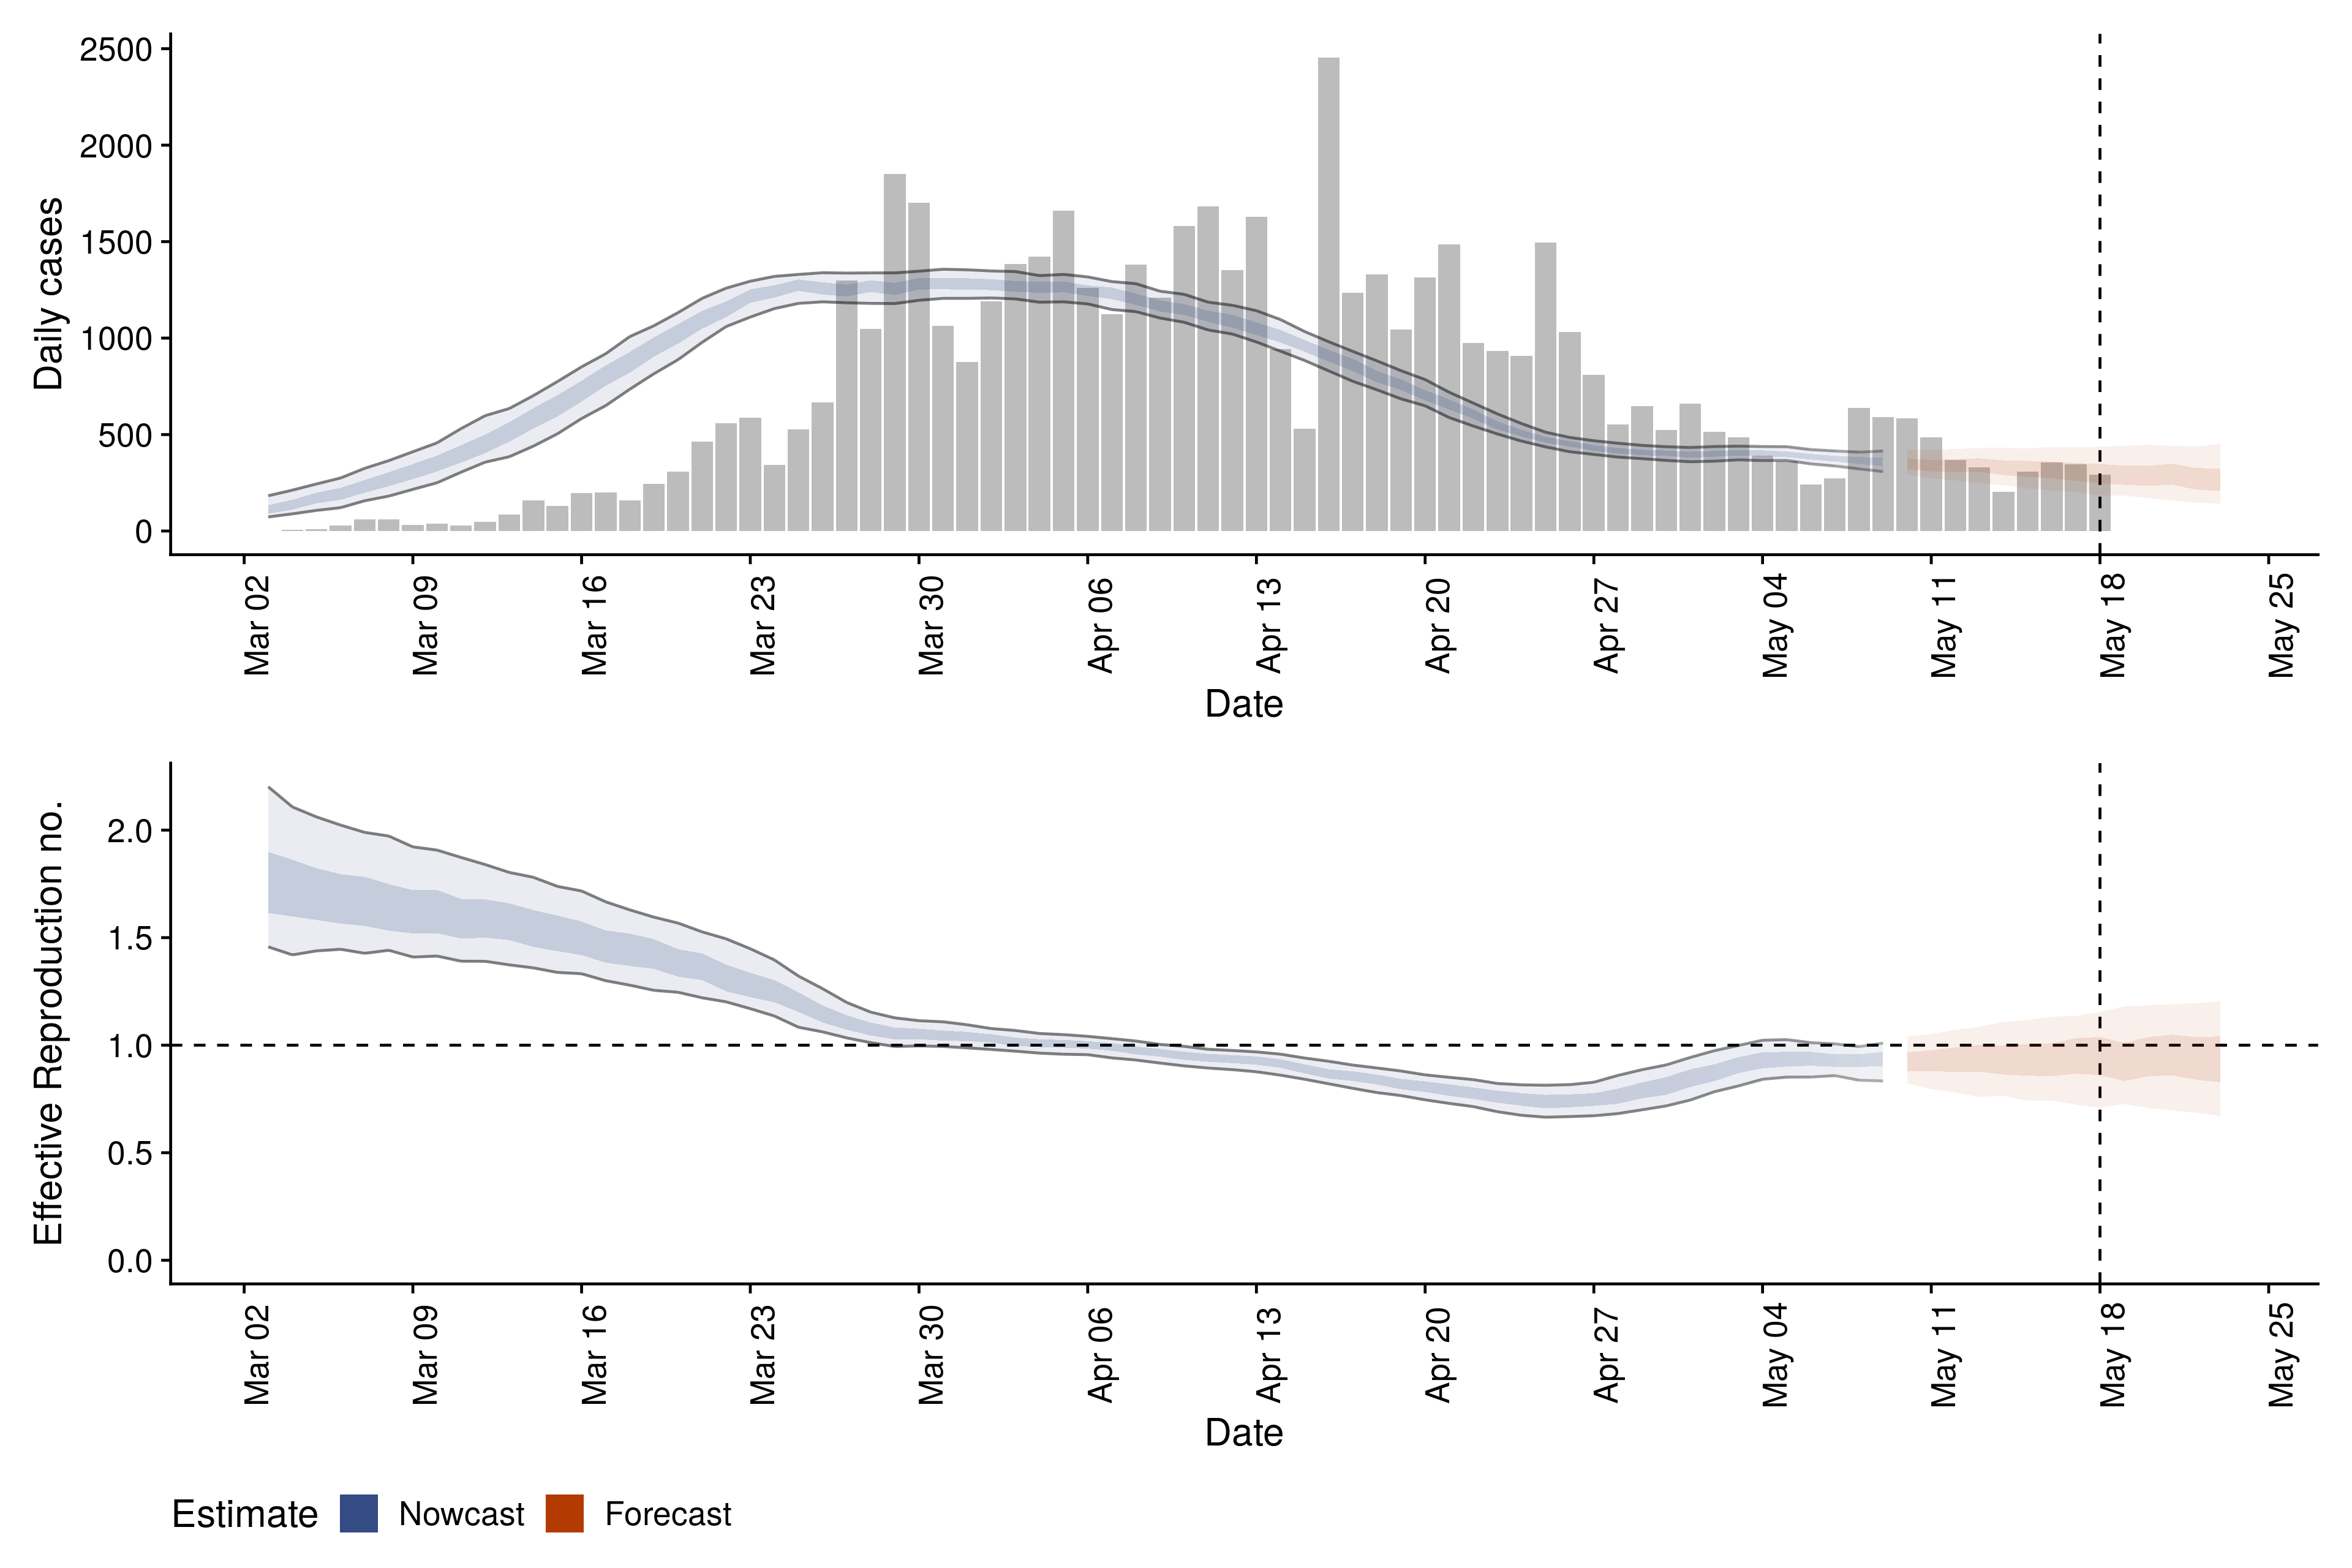 Daily cases
2500
2000
1500
1000
500
0
Mar 02
Mar 09
Mar 16
Mar 23
Mar 30
Apr 06
Apr 13
Apr 20
Apr 27
May 04
May 11
May 18
May 25
Date
Effective Reproduction no.
2.0
1.5
1.0
0.5
0.0
Mar 02
Mar 09
Mar 16
Mar 23
Mar 30
Apr 06
Apr 13
Apr 20
Apr 27
May 04
May 11
May 18
May 25
Date
Estimate Nowcast Forecast